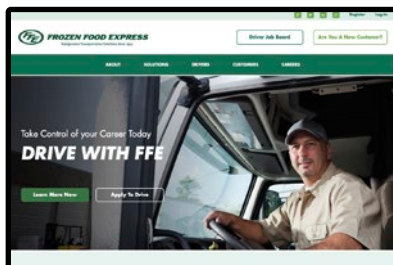 Register Log In
FFE FROZEN FOOD EXPRESS
Driver Job Board
Are You A New Customer?
ABOUT SOLUTIONS DRIVERS CUSTOMERS CAREERS
Take Control of your Career Today
DRIVE WITH FFE
Learn More Now
Apply To Drive